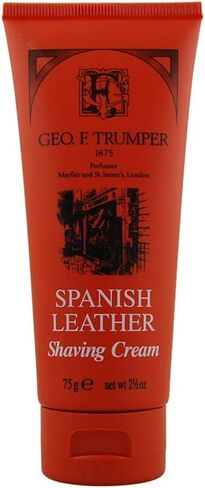 GEO. F. TRUMPER
1875
Perfumer
Mayfair and St James's, London
SPANISH
LEATHER
Shaving Cream
75g ℮ net wt 2½oz